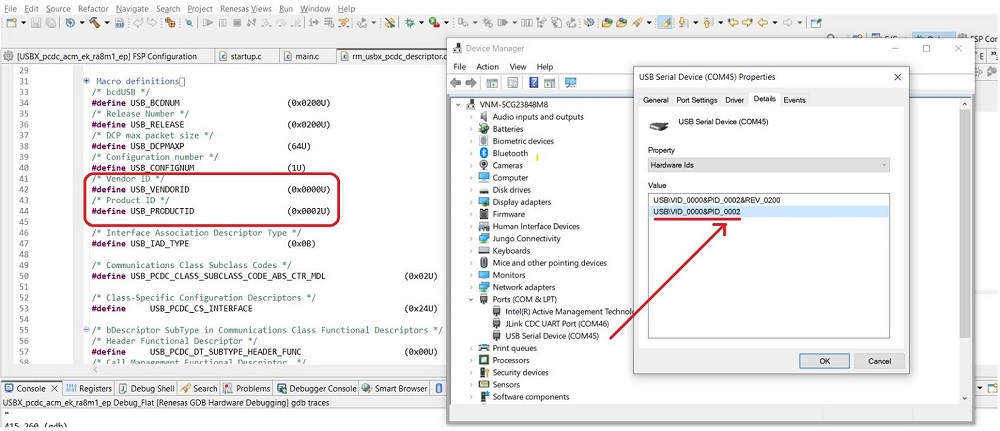 File Edit Source Refactor Navigate Search Project Renesas Views Run Window Help
[USBX_pcdc_acm_ek_ra8m1_ep] FSP Configuration
startup.c
main.c
rm_usbx_pcdc_descriptor.c
29
31 Macro definitions
33 /* bcdUSB */
34 #define USB_BCDNUM (0x0200U)
35 /* Release Number */
36 #define USB_RELEASE (0x0200U)
37 /* DCP max packet size */
38 #define USB_DCPMAXP (64U)
39 /* Configuration number */
40 #define USB_CONFIGNUM (1U)
41 /* Vendor ID */
42 #define USB_VENDORID (0x0000U)
43 /* Product ID */
44 #define USB_PRODUCTID (0x0002U)
45
46 /* Interface Association Descriptor Type */
47 #define USB_IAD_TYPE (0x0B)
48
49 /* Communications Class Subclass Codes */
50 #define USB_PCDC_CLASS_SUBCLASS_CODE_ABS_CTR_MDL (0x02U)
51
52 /* Class-Specific Configuration Descriptors */
53 #define USB_PCDC_CS_INTERFACE (0x24U)
54
55 /* bDescriptor SubType in Communications Class Functional Descriptors */
56 /* Header Functional Descriptor */
57 #define USB_PCDC_DT_SUBTYPE_HEADER_FUNC (0x00U)
58 /* Call Management Functional Descriptor */
Console Registers Debug Shell Search Problems Debugger Console Smart Browser
USBX_pcdc_acm_ek_ra8m1_ep Debug_Flat [Renesas GDB Hardware Debugging] gdb traces
"
415,260 (gdb)
Device Manager
File Action View Help
VNM-5CG23848M8
Audio inputs and outputs
Batteries
Biometric devices
Bluetooth
Cameras
Computer
Disk drives
Display adapters
Firmware
Human Interface Devices
Jungo Connectivity
Keyboards
Mice and other pointing devices
Monitors
Network adapters
Ports (COM & LPT)
Intel(R) Active Management Technolo
JLink CDC UART Port (COM46)
USB Serial Device (COM45)
Print queues
Processors
Security devices
Sensors
Software components
USB Serial Device (COM45) Properties
General Port Settings Driver Details Events
USB Serial Device (COM45)
Property
Hardware Ids
Value
USB\VID_0000&PID_0002&REV_0200
USB\VID_0000&PID_0002
OK Cancel
FSP Con